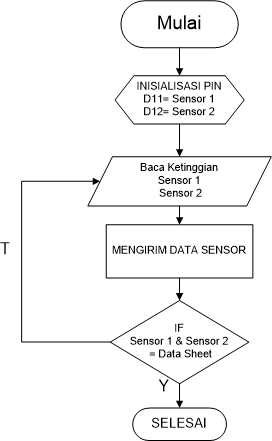 Mulai
INISIALISASI PIN
D11= Sensor 1
D12= Sensor 2
Baca Ketinggian
Sensor 1
Sensor 2
T
MENGIRIM DATA SENSOR
IF
Sensor 1 & Sensor 2
= Data Sheet
Y
SELESAI